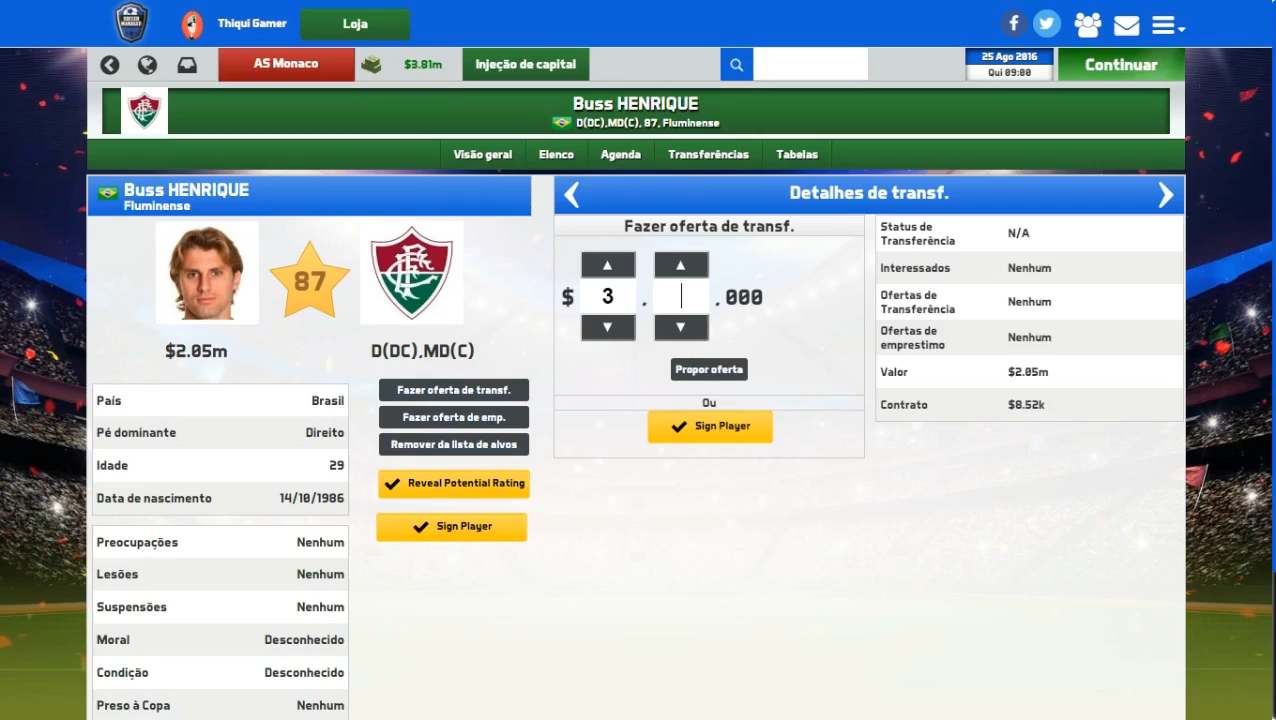 SOCCER MANAGER
Thiqui Gamer
Loja
AS Monaco
$3.81m
Injeção de capital
25 Ago 2016
Qui 09:00
Continuar
Buss HENRIQUE
D(DC),MD(C), 87, Fluminense
Visão geral
Elenco
Agenda
Transferências
Tabelas
Buss HENRIQUE
Fluminense
87
$2.05m
D(DC),MD(C)
País Brasil
Pé dominante Direito
Idade 29
Data de nascimento 14/10/1986
Preocupações Nenhum
Lesões Nenhum
Suspensões Nenhum
Moral Desconhecido
Condição Desconhecido
Preso à Copa Nenhum
Fazer oferta de transf.
Fazer oferta de emp.
Remover da lista de alvos
Reveal Potential Rating
Sign Player
Detalhes de transf.
Fazer oferta de transf.
$ 3 . .000
Propor oferta
Ou
Sign Player
Status de
Transferência N/A
Interessados Nenhum
Ofertas de
Transferência Nenhum
Ofertas de
emprestimo Nenhum
Valor $2.05m
Contrato $8.52k